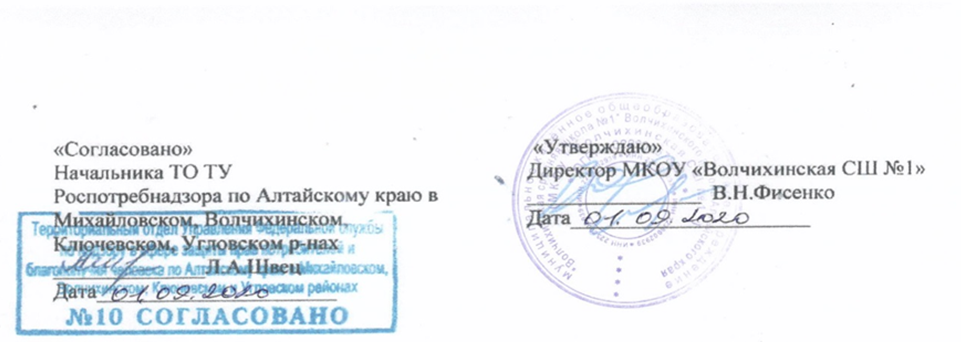 «Согласовано»
Начальника ТО ТУ
Роспотребнадзора по Алтайскому краю в
Михайловском, Волчихинском,
Ключевском, Угловском р-нах
Л.А.Швец
Дата 01.09.2020
Территориальный отдел Управления Федеральной службы
по надзору в сфере защиты прав потребителей и
благополучия человека по Алтайскому краю в Михайловском,
Волчихинском, Ключевском и Угловском районах
№10 СОГЛАСОВАНО
«Утверждаю»
Директор МКОУ «Волчихинская СШ №1»
В.Н.Фисенко
Дата 01.09.2020